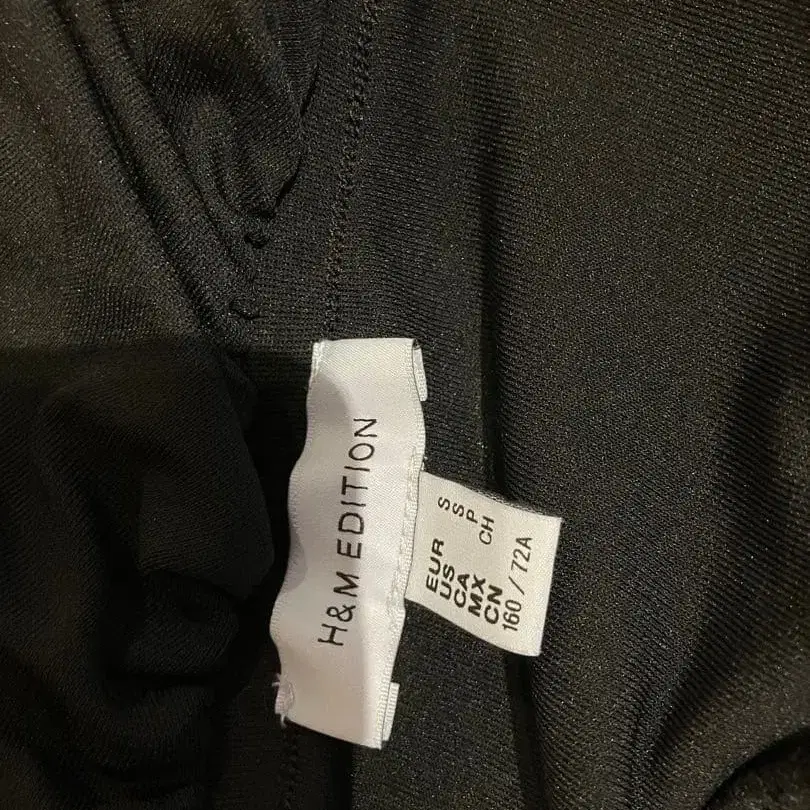 H&M EDITION
EUR S
US S
CA P
MX CH
CN
160 / 72A